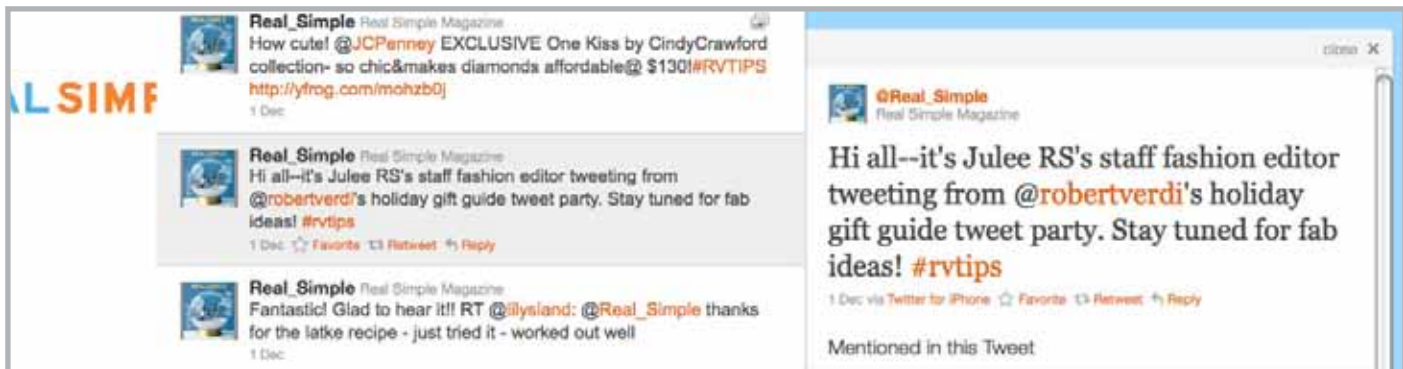 AL SIMP
Real_Simple Real Simple Magazine
How cute! @JCPenney EXCLUSIVE One Kiss by CindyCrawford
collection- so chic&makes diamonds affordable@ $130!#RVTIPS
http://yfrog.com/mohzb0j
1 Dec
Real_Simple Real Simple Magazine
Hi all--it's Julee RS's staff fashion editor tweeting from
@robertverdi's holiday gift guide tweet party. Stay tuned for fab
ideas! #rvtips
1 Dec Favorite Retweet Reply
Real_Simple Real Simple Magazine
Fantastic! Glad to hear it!! RT @lillysland: @Real_Simple thanks
for the latke recipe - just tried it - worked out well
1 Dec
close X
@Real_Simple
Real Simple Magazine
Hi all--it's Julee RS's staff fashion editor
tweeting from @robertverdi's holiday
gift guide tweet party. Stay tuned for fab
ideas! #rvtips
1 Dec via Twitter for iPhone Favorite Retweet Reply
Mentioned in this Tweet